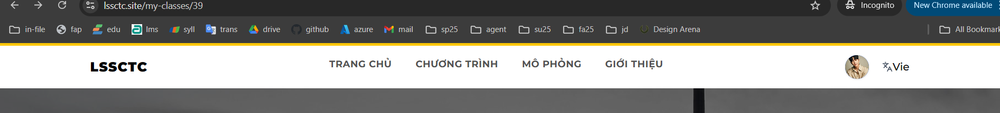 lssctc.site/my-classes/39 Incognito New Chrome available
in-file fap edu lms syll trans drive github azure mail sp25 agent su25 fa25 jd Design Arena All Bookmark
LSSCTC TRANG CHỦ CHƯƠNG TRÌNH MÔ PHỎNG GIỚI THIỆU Vie